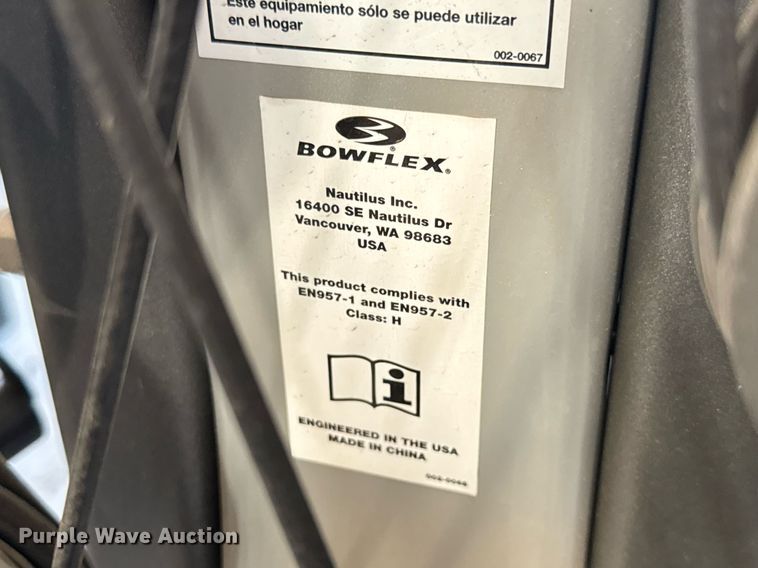 Este equipamiento sólo se puede utilizar
en el hogar
002-0067
BOWFLEX®
Nautilus Inc.
16400 SE Nautilus Dr
Vancouver, WA 98683
USA
This product complies with
EN957-1 and EN957-2
Class: H
i
ENGINEERED IN THE USA
MADE IN CHINA
Purple Wave Auction